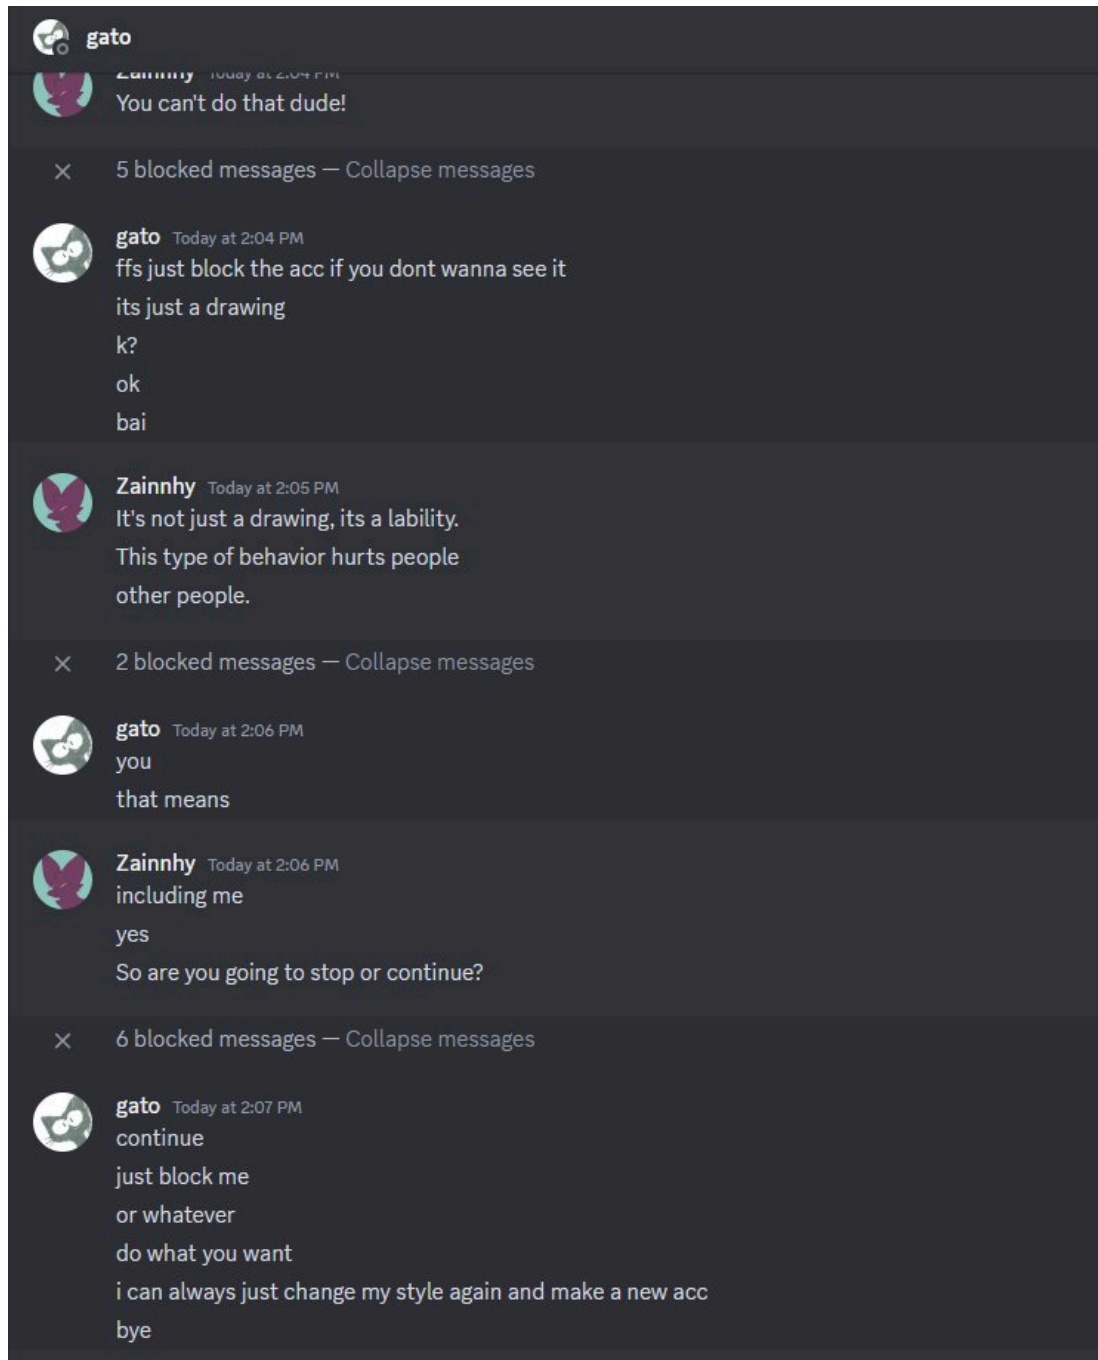 gato
Zainnhy Today at 2:04 PM
You can't do that dude!
5 blocked messages — Collapse messages
gato Today at 2:04 PM
ffs just block the acc if you dont wanna see it
its just a drawing
k?
ok
bai
Zainnhy Today at 2:05 PM
It's not just a drawing, its a lability.
This type of behavior hurts people
other people.
2 blocked messages — Collapse messages
gato Today at 2:06 PM
you
that means
Zainnhy Today at 2:06 PM
including me
yes
So are you going to stop or continue?
6 blocked messages — Collapse messages
gato Today at 2:07 PM
continue
just block me
or whatever
do what you want
i can always just change my style again and make a new acc
bye